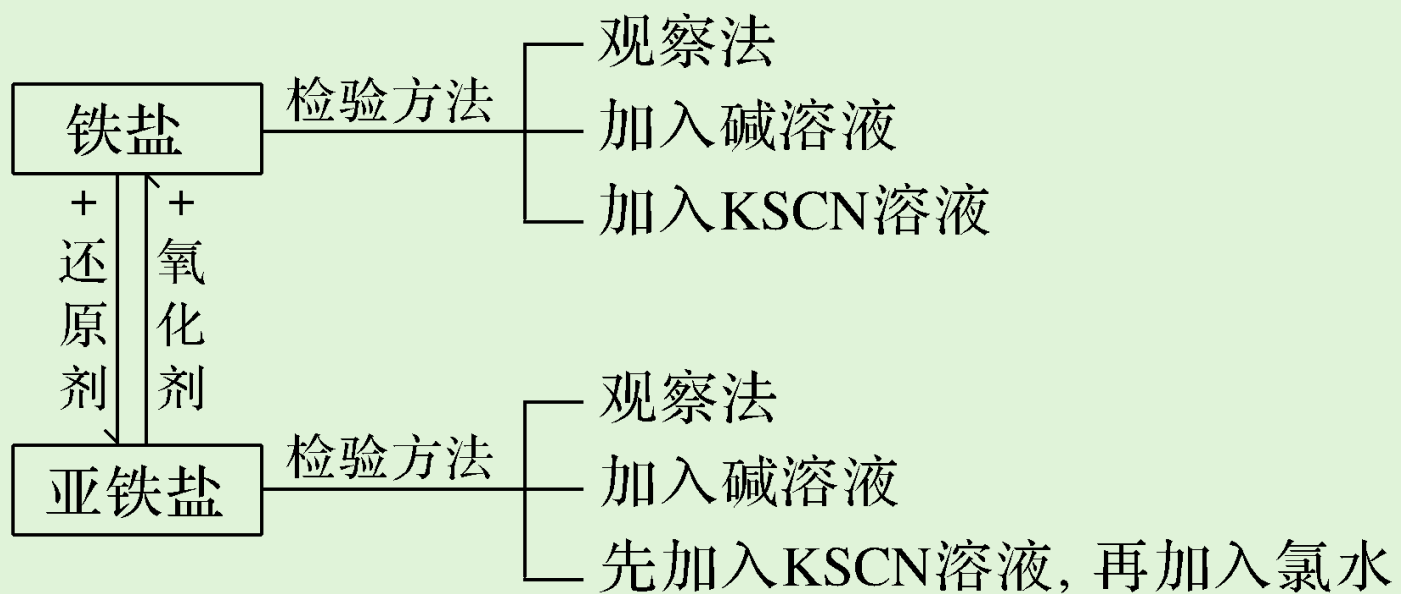 观察法
铁盐
检验方法
加入碱溶液
加入KSCN溶液
+还原剂
+氧化剂
观察法
亚铁盐
检验方法
加入碱溶液
先加入KSCN溶液, 再加入氯水